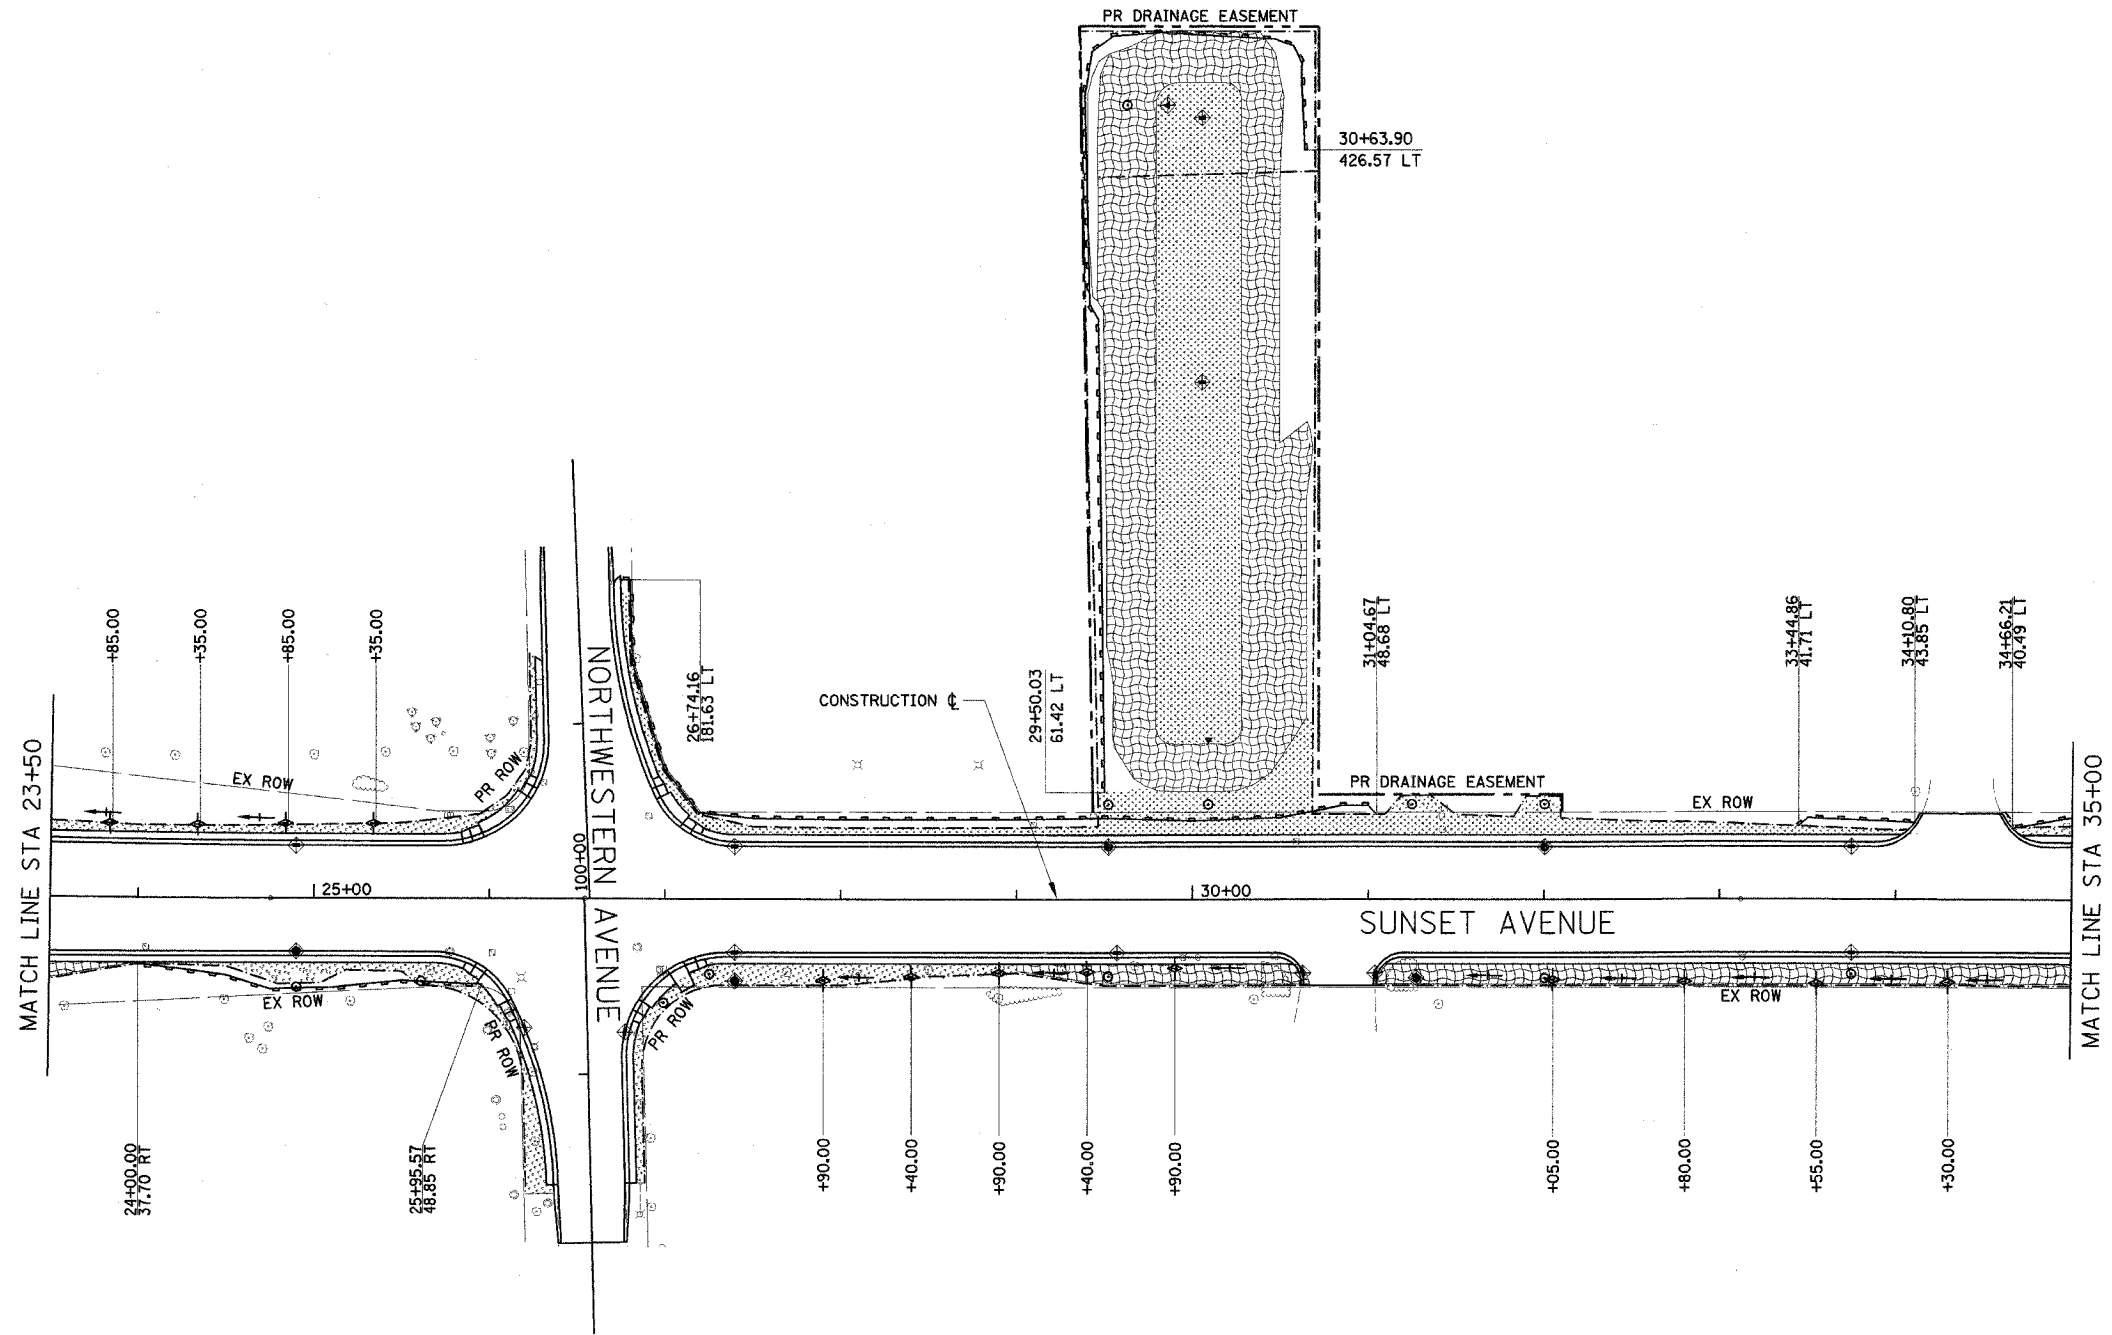 PR DRAINAGE EASEMENT
30+63.90
426.57 LT
+85.00
+35.00
+85.00
+35.00
26+74.16
181.63 LT
CONSTRUCTION ℄
29+50.03
61.42 LT
31+04.67
48.68 LT
33+44.86
41.71 LT
34+10.80
43.85 LT
34+66.21
40.49 LT
MATCH LINE STA 23+50
EX ROW
PR ROW
NORTHWESTERN AVENUE
100+00
PR DRAINAGE EASEMENT
EX ROW
MATCH LINE STA 35+00
25+00
30+00
SUNSET AVENUE
EX ROW
PR ROW
PR ROW
EX ROW
24+00.00
37.70 RT
25+95.57
48.85 RT
+90.00
+40.00
+90.00
+40.00
+90.00
+05.00
+80.00
+55.00
+30.00